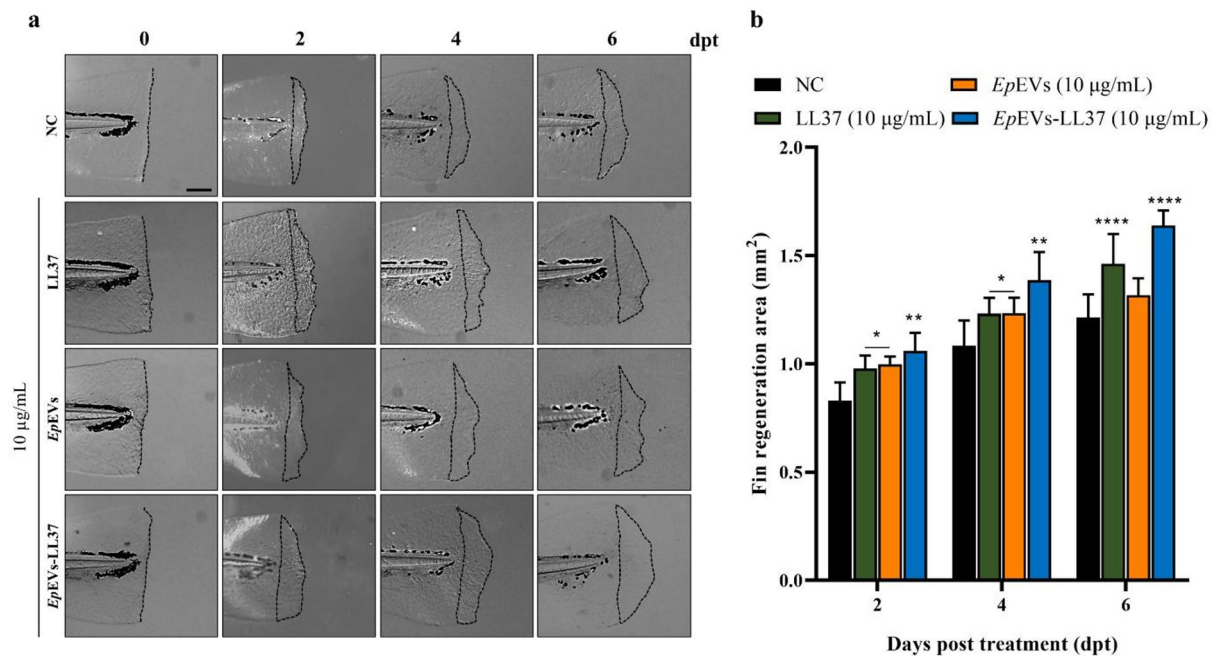 a
0 2 4 6 dpt
NC
LL37
EpEVs
EpEVs-LL37
10 μg/mL
b
NC EpEVs (10 μg/mL)
LL37 (10 μg/mL) EpEVs-LL37 (10 μg/mL)
Fin regeneration area (mm²)
2.0
1.5
1.0
0.5
0.0
* **
* **
**** ****
2 4 6
Days post treatment (dpt)